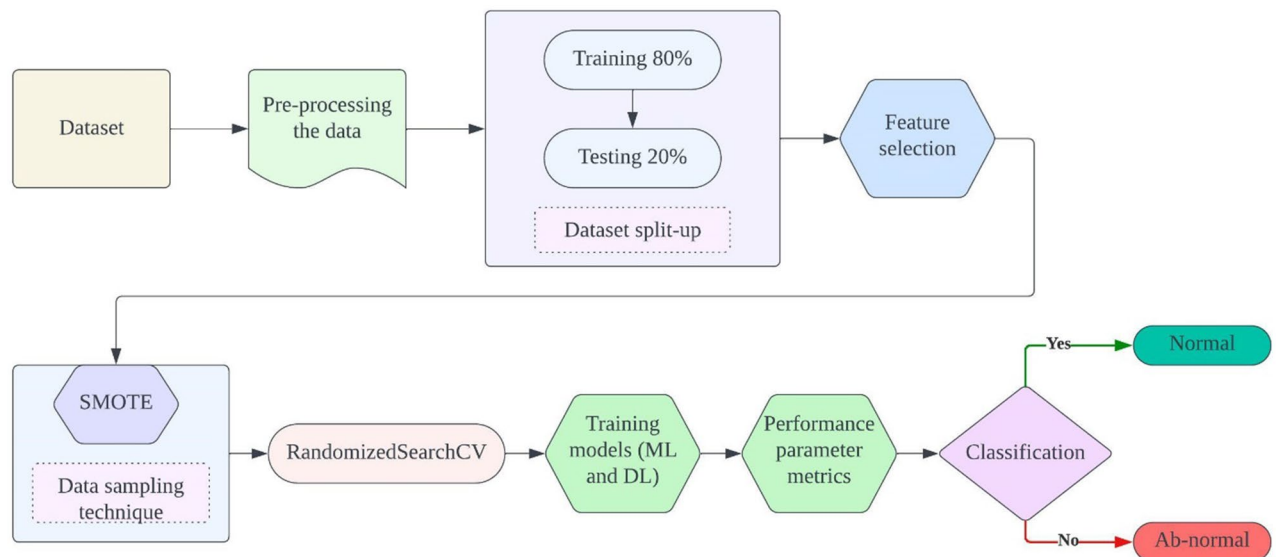 Dataset
Pre-processing
the data
Training 80%
Testing 20%
Dataset split-up
Feature
selection
SMOTE
Data sampling
technique
RandomizedSearchCV
Training
models (ML
and DL)
Performance
parameter
metrics
Classification
Yes
Normal
No
Ab-normal